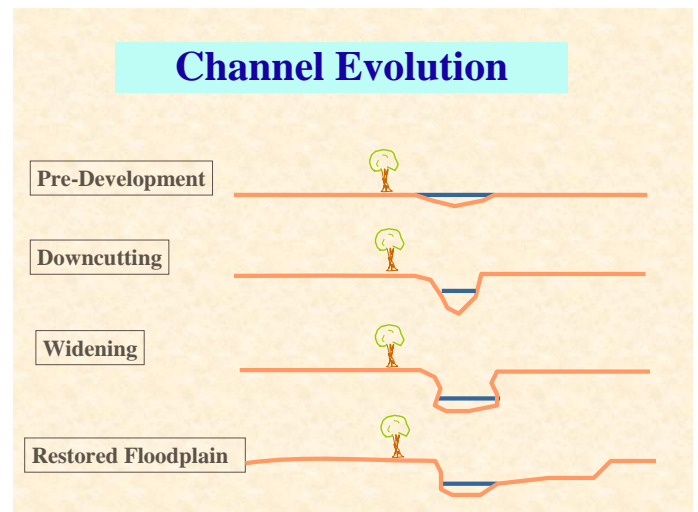 Channel Evolution
Pre-Development
Downcutting
Widening
Restored Floodplain